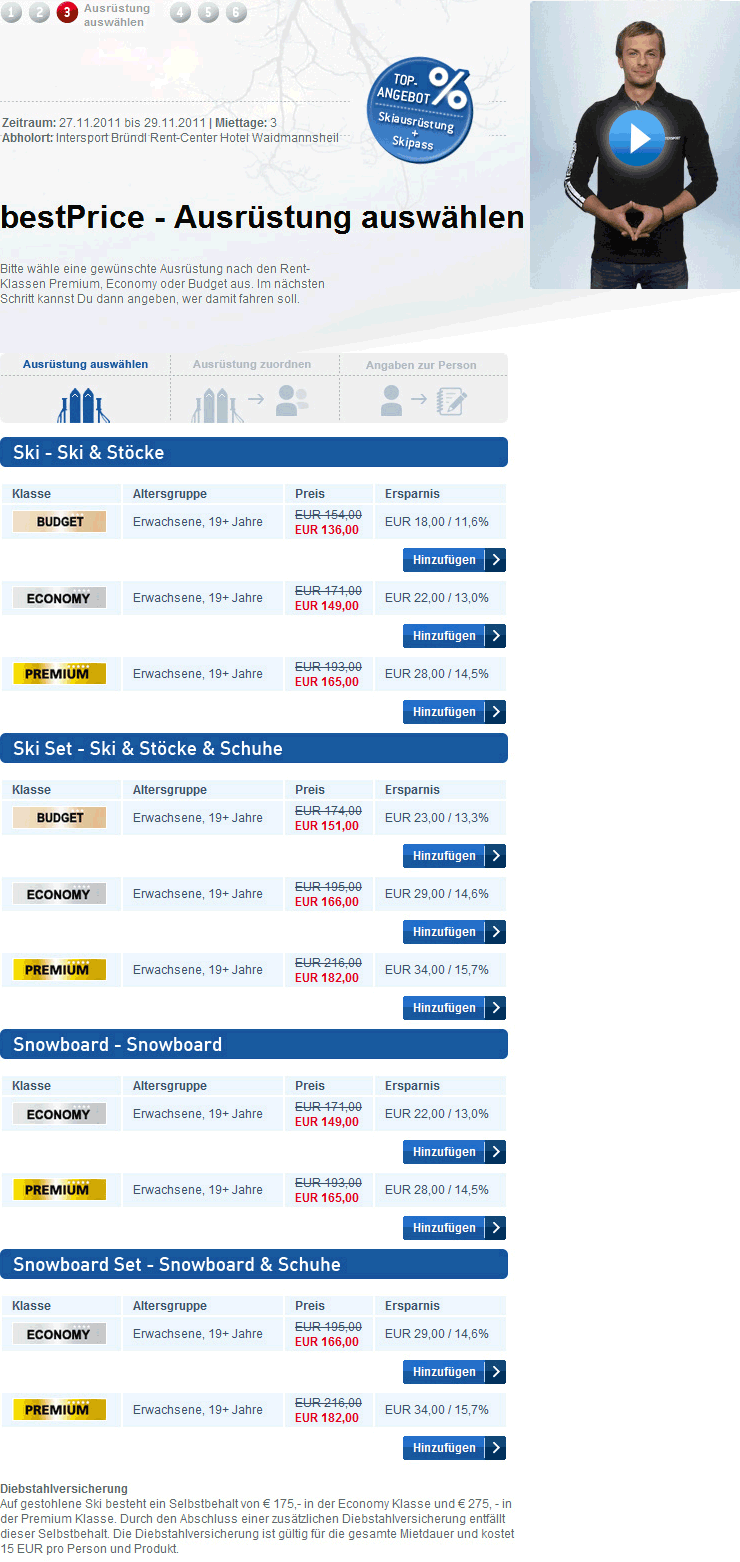 1 2 3 Ausrüstung auswählen 4 5 6
TOP-
ANGEBOT %
Skiausrüstung
+
Skipass
Zeitraum: 27.11.2011 bis 29.11.2011 | Miettage: 3
Abholort: Intersport Bründl Rent-Center Hotel Waidmannsheil
bestPrice - Ausrüstung auswählen
Bitte wähle eine gewünschte Ausrüstung nach den Rent-
Klassen Premium, Economy oder Budget aus. Im nächsten
Schritt kannst Du dann angeben, wer damit fahren soll.
Ausrüstung auswählen Ausrüstung zuordnen Angaben zur Person
Ski - Ski & Stöcke
Klasse Altersgruppe Preis Ersparnis
BUDGET Erwachsene, 19+ Jahre EUR 154,00 EUR 136,00 EUR 18,00 / 11,6%
Hinzufügen
ECONOMY Erwachsene, 19+ Jahre EUR 171,00 EUR 149,00 EUR 22,00 / 13,0%
Hinzufügen
PREMIUM Erwachsene, 19+ Jahre EUR 193,00 EUR 165,00 EUR 28,00 / 14,5%
Hinzufügen
Ski Set - Ski & Stöcke & Schuhe
Klasse Altersgruppe Preis Ersparnis
BUDGET Erwachsene, 19+ Jahre EUR 174,00 EUR 151,00 EUR 23,00 / 13,3%
Hinzufügen
ECONOMY Erwachsene, 19+ Jahre EUR 195,00 EUR 166,00 EUR 29,00 / 14,6%
Hinzufügen
PREMIUM Erwachsene, 19+ Jahre EUR 216,00 EUR 182,00 EUR 34,00 / 15,7%
Hinzufügen
Snowboard - Snowboard
Klasse Altersgruppe Preis Ersparnis
ECONOMY Erwachsene, 19+ Jahre EUR 171,00 EUR 149,00 EUR 22,00 / 13,0%
Hinzufügen
PREMIUM Erwachsene, 19+ Jahre EUR 193,00 EUR 165,00 EUR 28,00 / 14,5%
Hinzufügen
Snowboard Set - Snowboard & Schuhe
Klasse Altersgruppe Preis Ersparnis
ECONOMY Erwachsene, 19+ Jahre EUR 195,00 EUR 166,00 EUR 29,00 / 14,6%
Hinzufügen
PREMIUM Erwachsene, 19+ Jahre EUR 216,00 EUR 182,00 EUR 34,00 / 15,7%
Hinzufügen
Diebstahlversicherung
Auf gestohlene Ski besteht ein Selbstbehalt von € 175,- in der Economy Klasse und € 275, - in
der Premium Klasse. Durch den Abschluss einer zusätzlichen Diebstahlversicherung entfällt
dieser Selbstbehalt. Die Diebstahlversicherung ist gültig für die gesamte Mietdauer und kostet
15 EUR pro Person und Produkt.